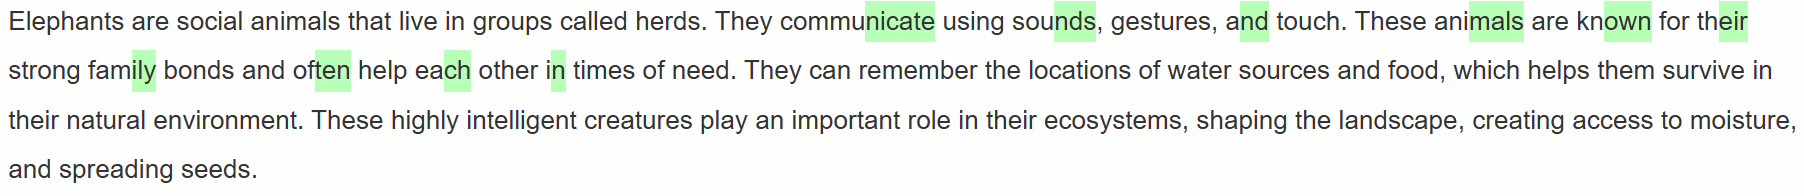 Elephants are social animals that live in groups called herds. They communicate using sounds, gestures, and touch. These animals are known for their
strong family bonds and often help each other in times of need. They can remember the locations of water sources and food, which helps them survive in
their natural environment. These highly intelligent creatures play an important role in their ecosystems, shaping the landscape, creating access to moisture,
and spreading seeds.